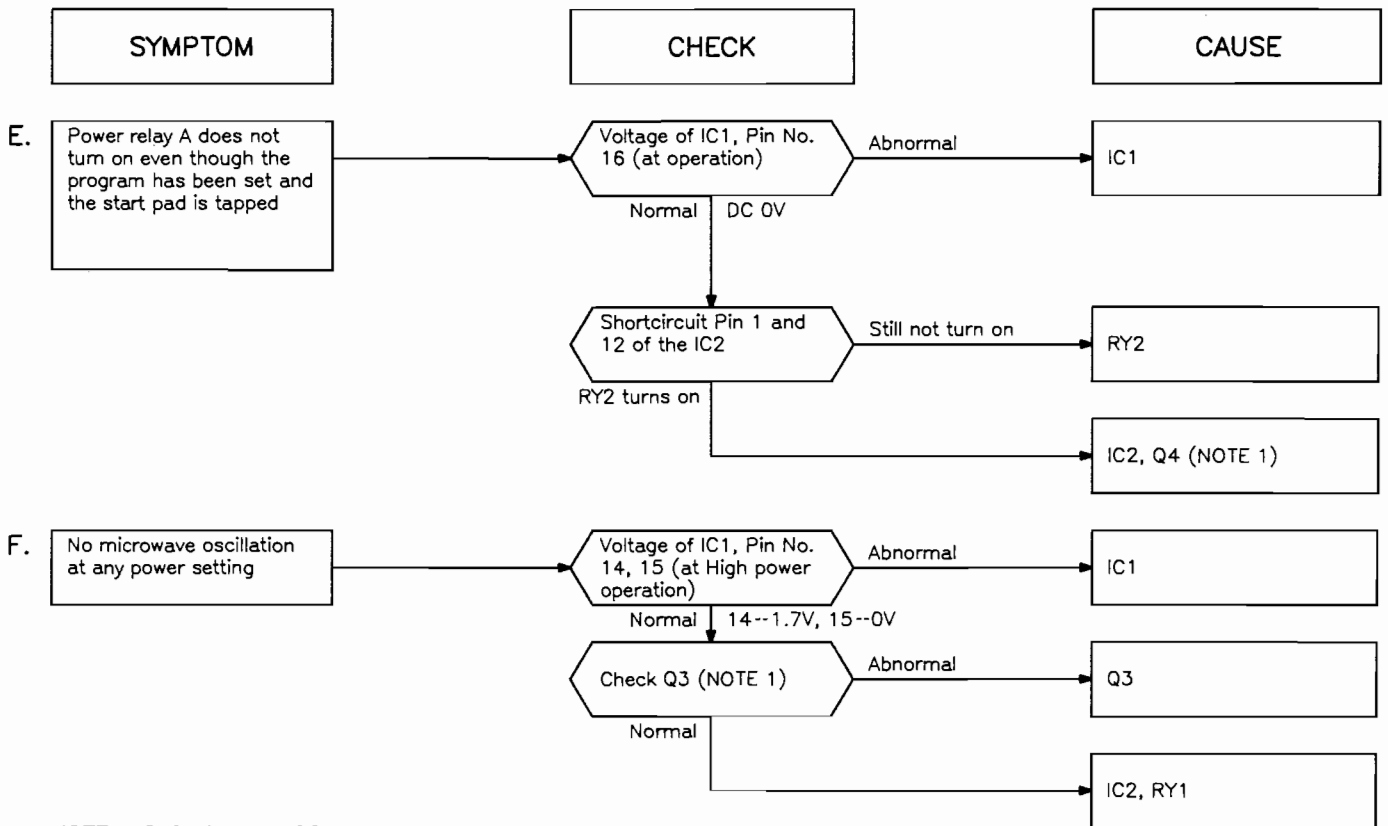 SYMPTOM
CHECK
CAUSE
E.
Power relay A does not
turn on even though the
program has been set and
the start pad is tapped
Voltage of IC1, Pin No.
16 (at operation)
Abnormal
IC1
Normal
DC 0V
Shortcircuit Pin 1 and
12 of the IC2
Still not turn on
RY2
RY2 turns on
IC2, Q4 (NOTE 1)
F.
No microwave oscillation
at any power setting
Voltage of IC1, Pin No.
14, 15 (at High power
operation)
Abnormal
IC1
Normal
14--1.7V, 15--0V
Check Q3 (NOTE 1)
Abnormal
Q3
Normal
IC2, RY1